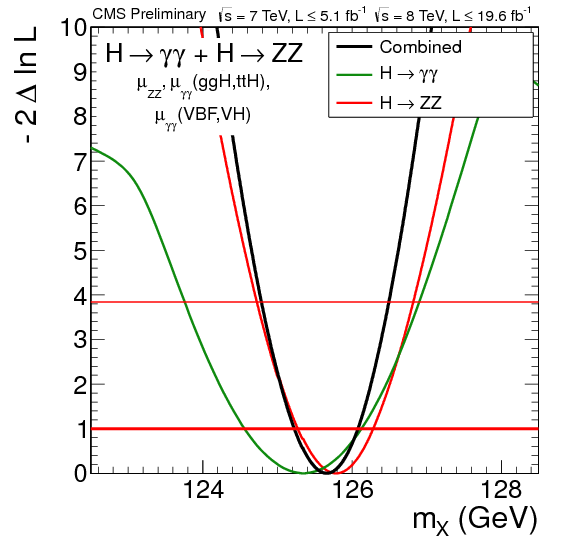 CMS Preliminary √s = 7 TeV, L ≤ 5.1 fb⁻¹ √s = 8 TeV, L ≤ 19.6 fb⁻¹
- 2 Δ ln L
H → γγ + H → ZZ
μ_ZZ, μ_γγ(ggH,ttH),
μ_γγ(VBF,VH)
Combined
H → γγ
H → ZZ
10
9
8
7
6
5
4
3
2
1
0
124 126 128
m_X (GeV)